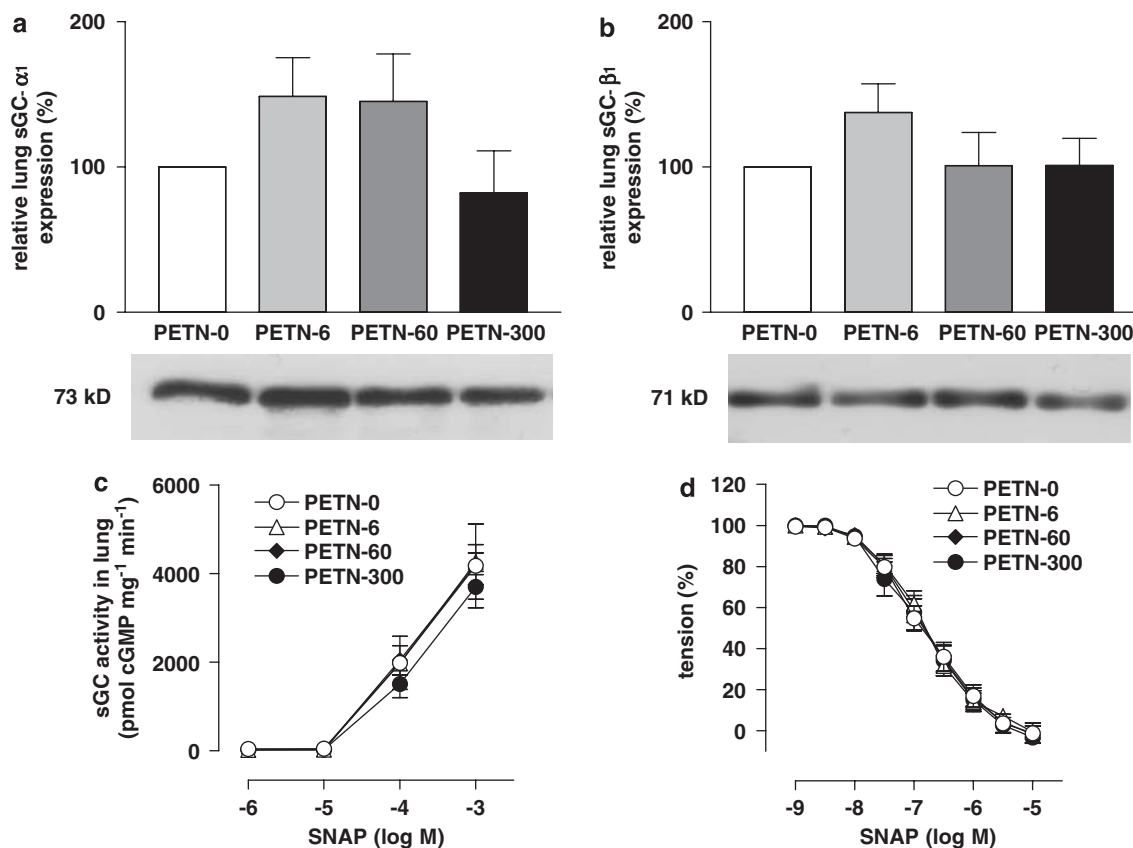 a
relative lung sGC-α1
expression (%)
200
100
0
PETN-0 PETN-6 PETN-60 PETN-300
73 kD
b
relative lung sGC-β1
expression (%)
200
100
0
PETN-0 PETN-6 PETN-60 PETN-300
71 kD
c
sGC activity in lung
(pmol cGMP mg⁻¹ min⁻¹)
6000
4000
2000
0
PETN-0
PETN-6
PETN-60
PETN-300
-6 -5 -4 -3
SNAP (log M)
d
tension (%)
120
100
80
60
40
20
0
PETN-0
PETN-6
PETN-60
PETN-300
-9 -8 -7 -6 -5
SNAP (log M)